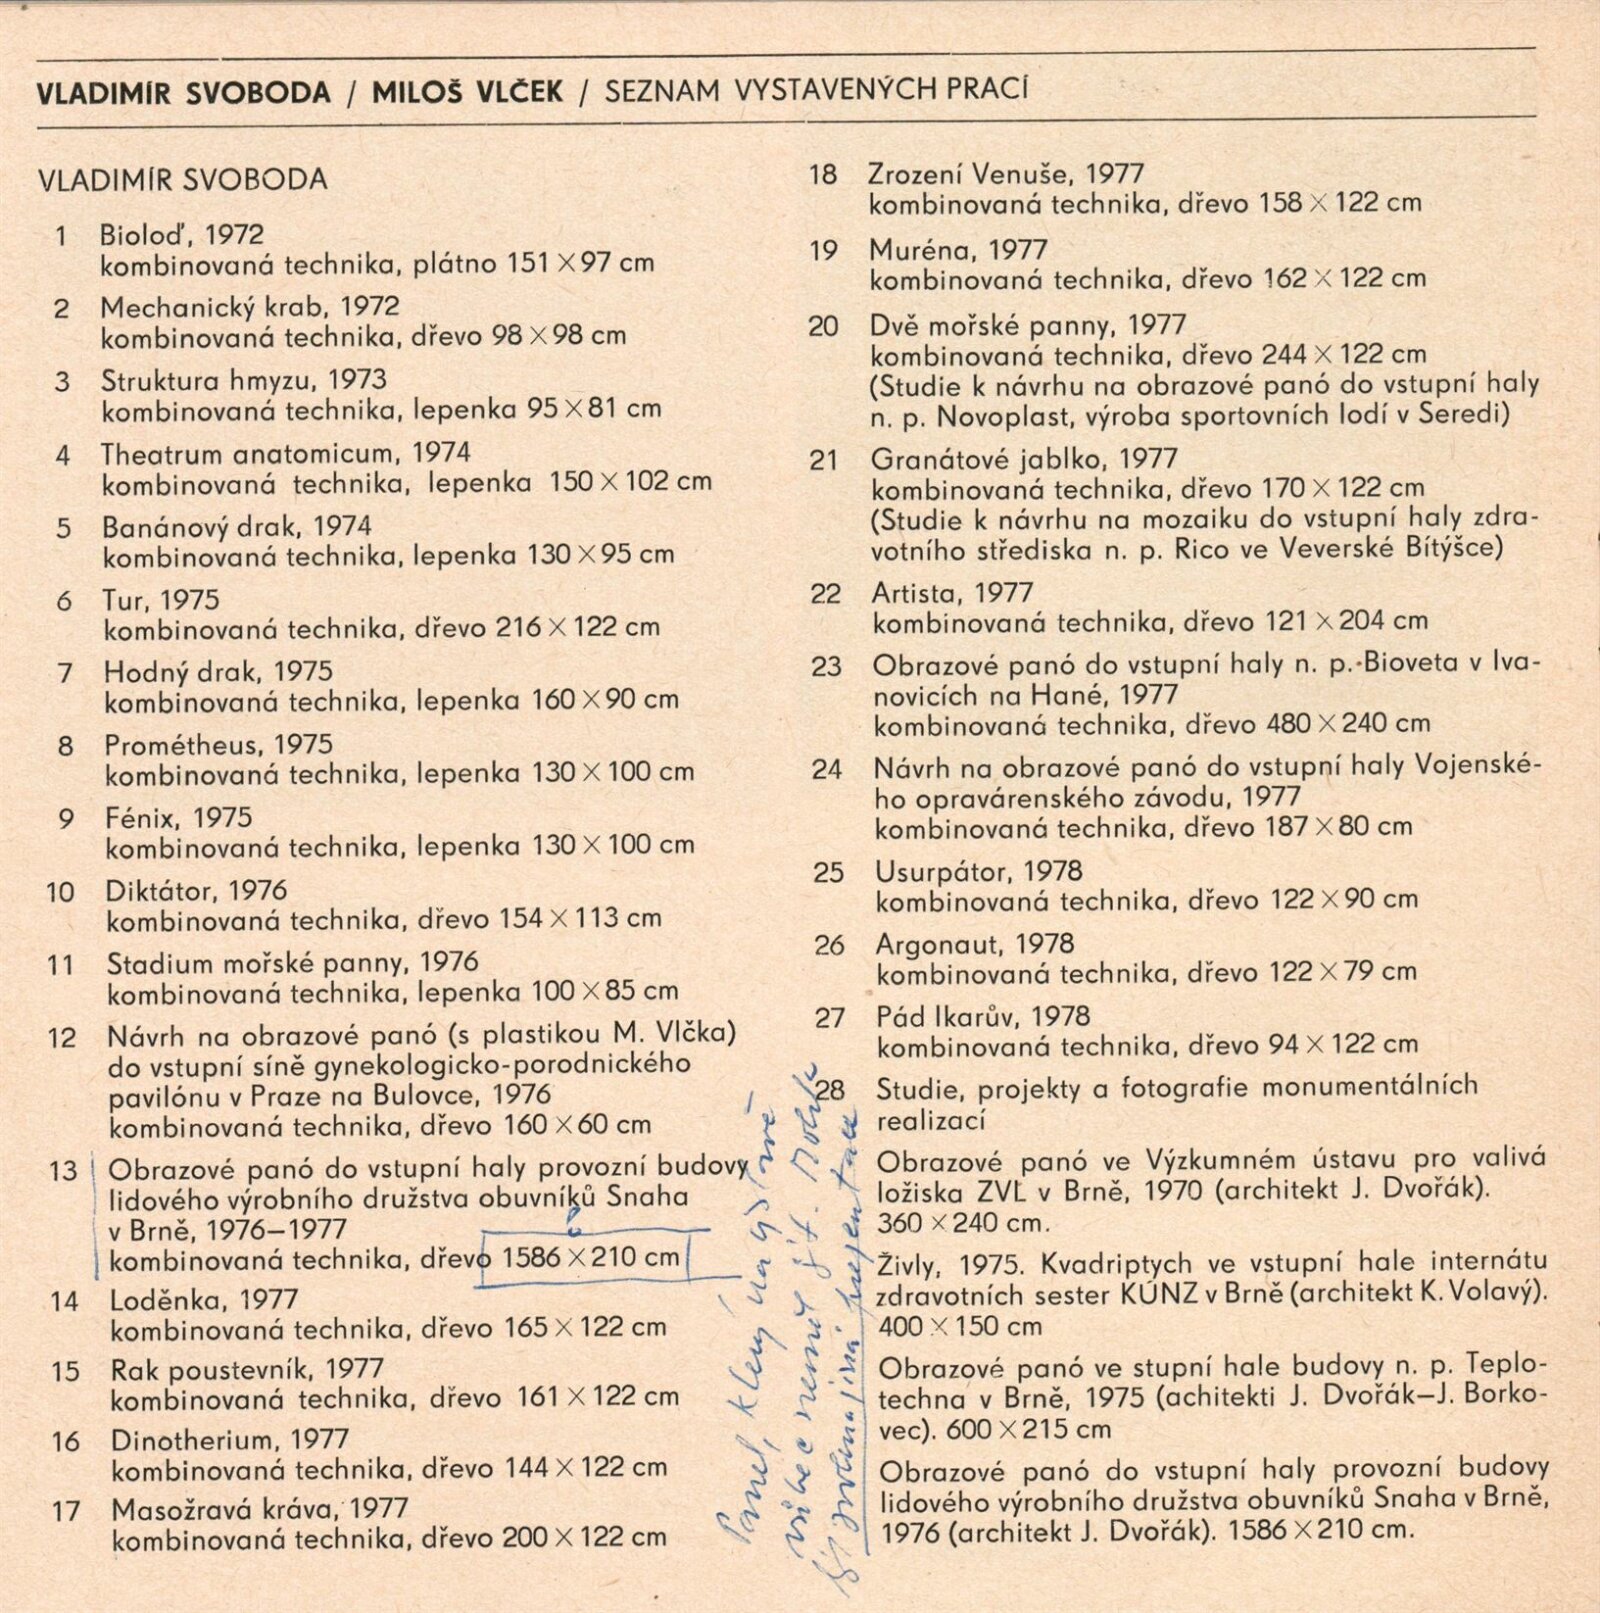 VLADIMÍR SVOBODA / MILOŠ VLČEK / SEZNAM VYSTAVENÝCH PRACÍ
VLADIMÍR SVOBODA
1 Bioloď, 1972
kombinovaná technika, plátno 151 × 97 cm
2 Mechanický krab, 1972
kombinovaná technika, dřevo 98 × 98 cm
3 Struktura hmyzu, 1973
kombinovaná technika, lepenka 95 × 81 cm
4 Theatrum anatomicum, 1974
kombinovaná technika, lepenka 150 × 102 cm
5 Banánový drak, 1974
kombinovaná technika, lepenka 130 × 95 cm
6 Tur, 1975
kombinovaná technika, dřevo 216 × 122 cm
7 Hodný drak, 1975
kombinovaná technika, lepenka 160 × 90 cm
8 Prométheus, 1975
kombinovaná technika, lepenka 130 × 100 cm
9 Fénix, 1975
kombinovaná technika, lepenka 130 × 100 cm
10 Diktátor, 1976
kombinovaná technika, dřevo 154 × 113 cm
11 Stadium mořské panny, 1976
kombinovaná technika, lepenka 100 × 85 cm
12 Návrh na obrazové panó (s plastikou M. Vlčka)
do vstupní síně gynekologicko-porodnického
pavilónu v Praze na Bulovce, 1976
kombinovaná technika, dřevo 160 × 60 cm
13 Obrazové panó do vstupní haly provozní budovy
lidového výrobního družstva obuvníků Snaha
v Brně, 1976–1977
kombinovaná technika, dřevo 1586 × 210 cm
14 Loděnka, 1977
kombinovaná technika, dřevo 165 × 122 cm
15 Rak poustevník, 1977
kombinovaná technika, dřevo 161 × 122 cm
16 Dinotherium, 1977
kombinovaná technika, dřevo 144 × 122 cm
17 Masožravá kráva, 1977
kombinovaná technika, dřevo 200 × 122 cm
Panel, na
vůbec
jiná
18 Zrození Venuše, 1977
kombinovaná technika, dřevo 158 × 122 cm
19 Muréna, 1977
kombinovaná technika, dřevo 162 × 122 cm
20 Dvě mořské panny, 1977
kombinovaná technika, dřevo 244 × 122 cm
(Studie k návrhu na obrazové panó do vstupní haly
n. p. Novoplast, výroba sportovních lodí v Seredi)
21 Granátové jablko, 1977
kombinovaná technika, dřevo 170 × 122 cm
(Studie k návrhu na mozaiku do vstupní haly zdra-
votního střediska n. p. Rico ve Veverské Bítýšce)
22 Artista, 1977
kombinovaná technika, dřevo 121 × 204 cm
23 Obrazové panó do vstupní haly n. p. Bioveta v Iva-
novicích na Hané, 1977
kombinovaná technika, dřevo 480 × 240 cm
24 Návrh na obrazové panó do vstupní haly Vojenské-
ho opravárenského závodu, 1977
kombinovaná technika, dřevo 187 × 80 cm
25 Usurpátor, 1978
kombinovaná technika, dřevo 122 × 90 cm
26 Argonaut, 1978
kombinovaná technika, dřevo 122 × 79 cm
27 Pád Ikarův, 1978
kombinovaná technika, dřevo 94 × 122 cm
28 Studie, projekty a fotografie monumentálních
realizací
Obrazové panó ve Výzkumném ústavu pro valivá
ložiska ZVL v Brně, 1970 (architekt J. Dvořák).
360 × 240 cm.
Živly, 1975. Kvadriptych ve vstupní hale internátu
zdravotních sester KÚNZ v Brně (architekt K. Volavý).
400 × 150 cm
Obrazové panó ve stupní hale budovy n. p. Teplo-
techna v Brně, 1975 (achitekti J. Dvořák–J. Borko-
vec). 600 × 215 cm
Obrazové panó do vstupní haly provozní budovy
lidového výrobního družstva obuvníků Snaha v Brně,
1976 (architekt J. Dvořák). 1586 × 210 cm.